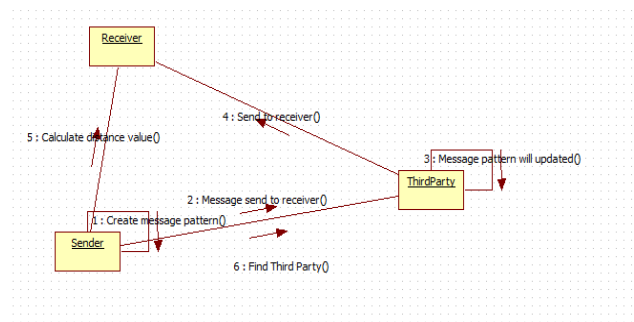 Receiver
4 : Send to receiver()
5 : Calculate distance value()
3 : Message pattern will updated()
ThirdParty
2 : Message send to receiver()
1 : Create message pattern()
Sender
6 : Find Third Party()